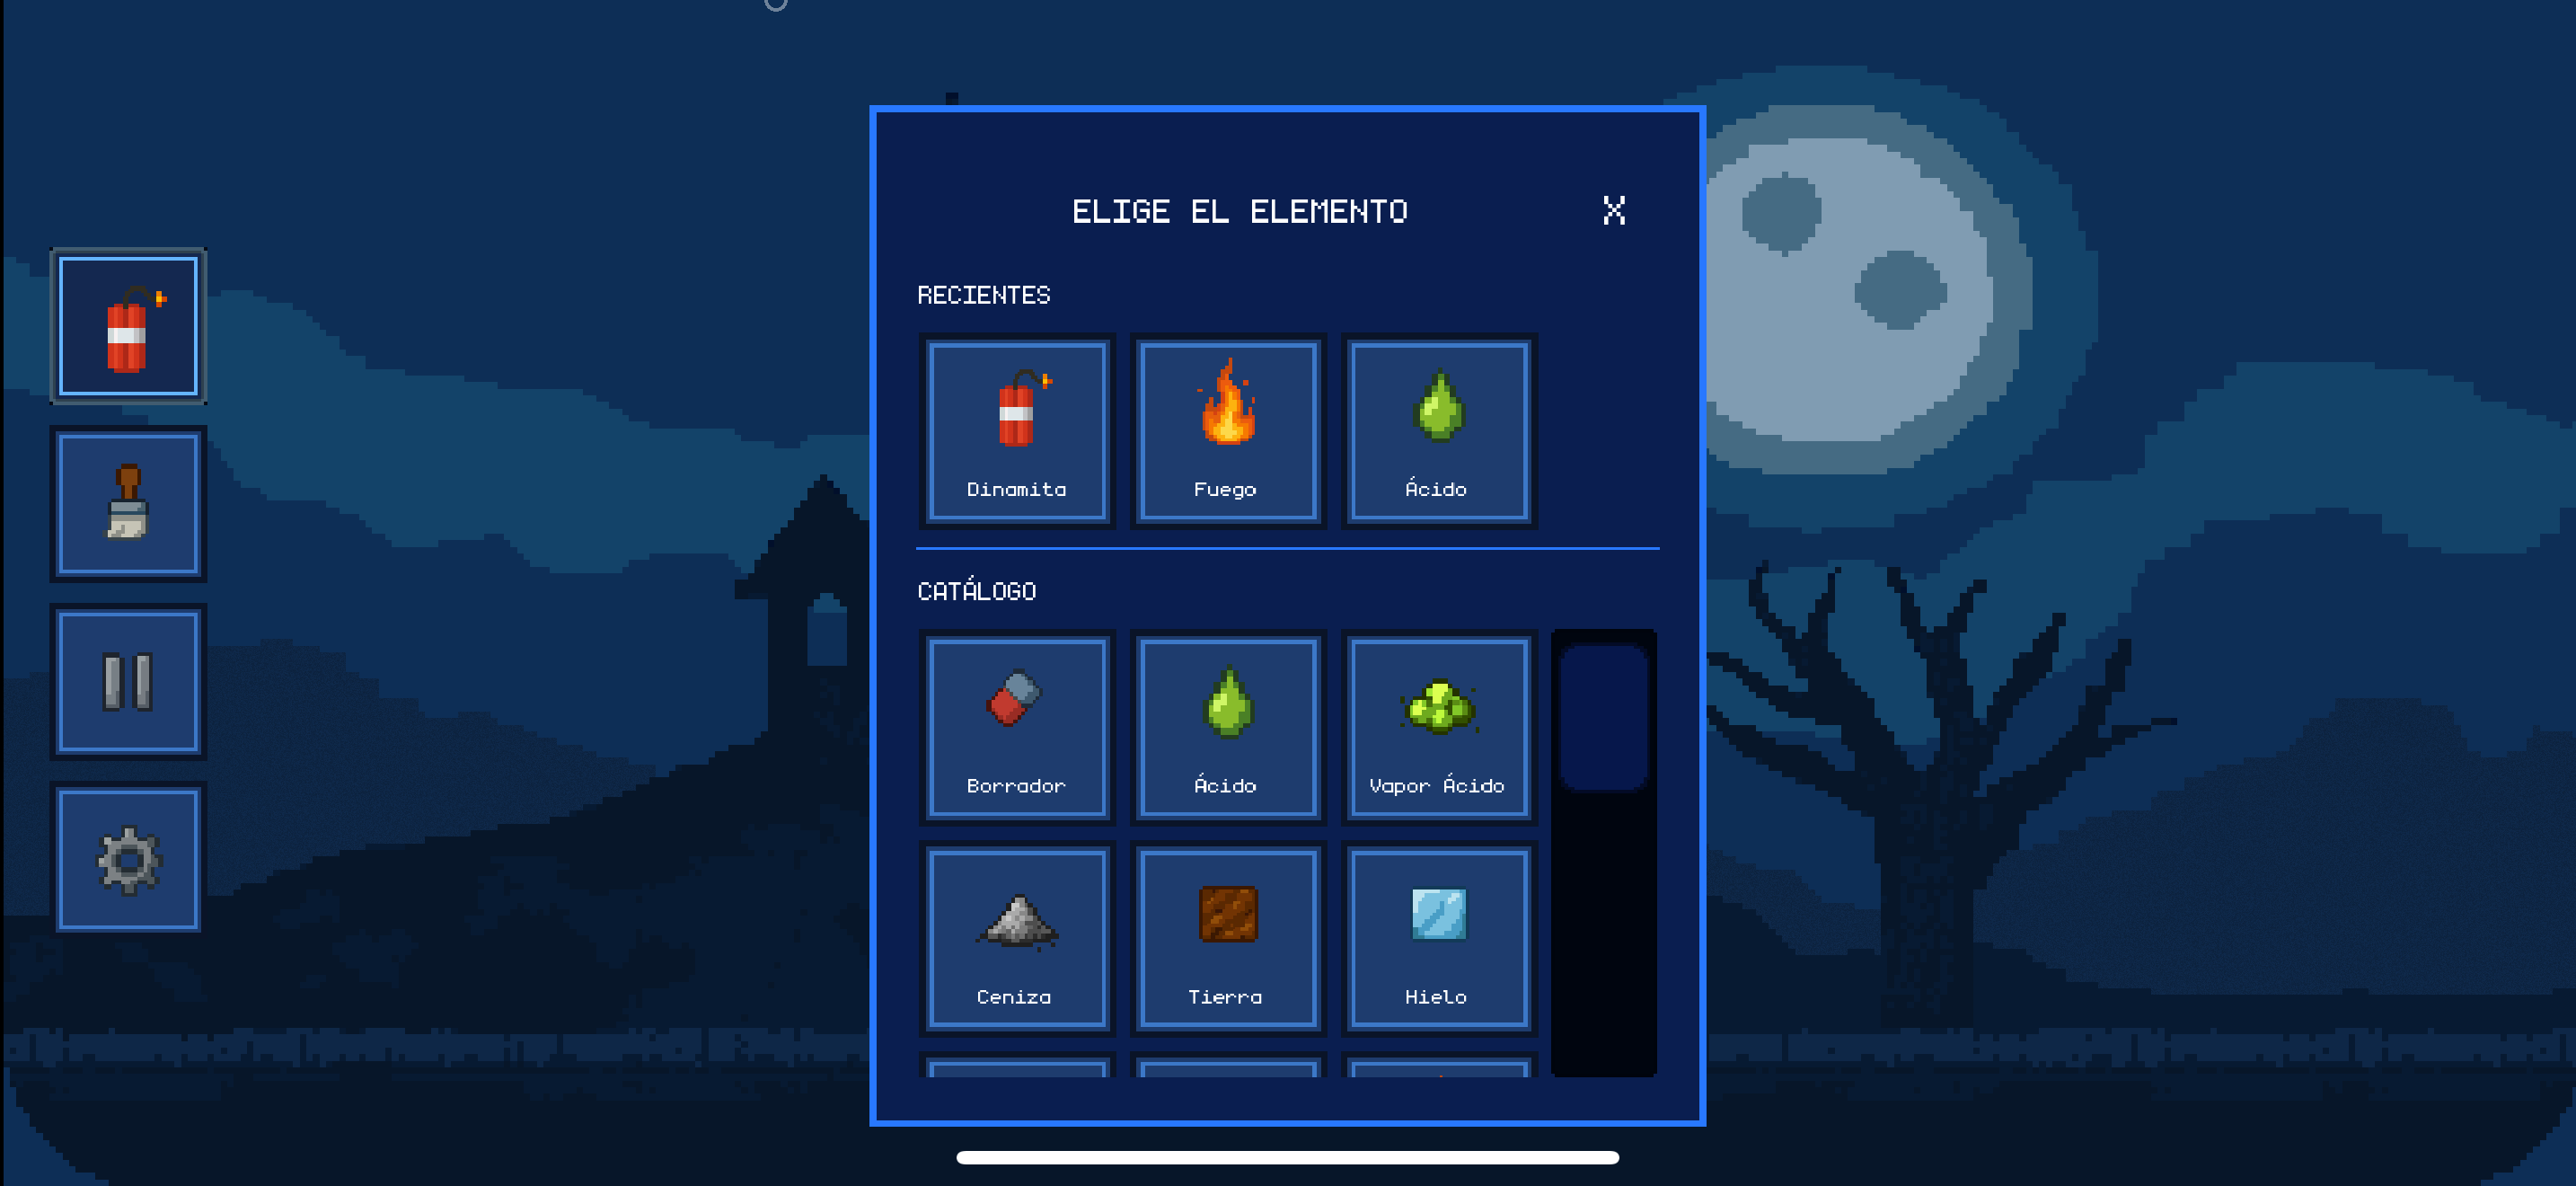 ELIGE EL ELEMENTO
X
RECIENTES
Dinamita
Fuego
Ácido
CATÁLOGO
Borrador
Ácido
Vapor Ácido
Ceniza
Tierra
Hielo